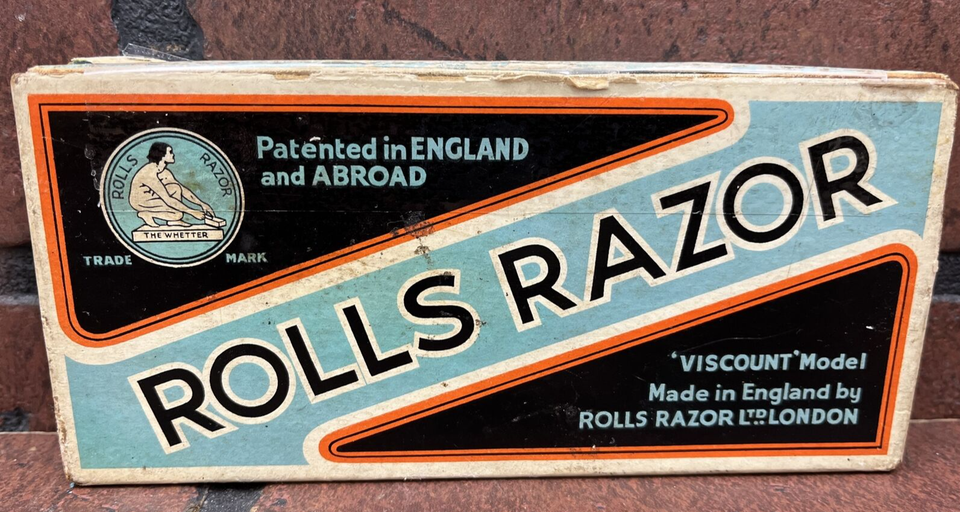 ROLLS RAZOR
THE WHETTER
TRADE MARK
Patented in ENGLAND
and ABROAD
ROLLS RAZOR
'VISCOUNT' Model
Made in England by
ROLLS RAZOR LTD LONDON